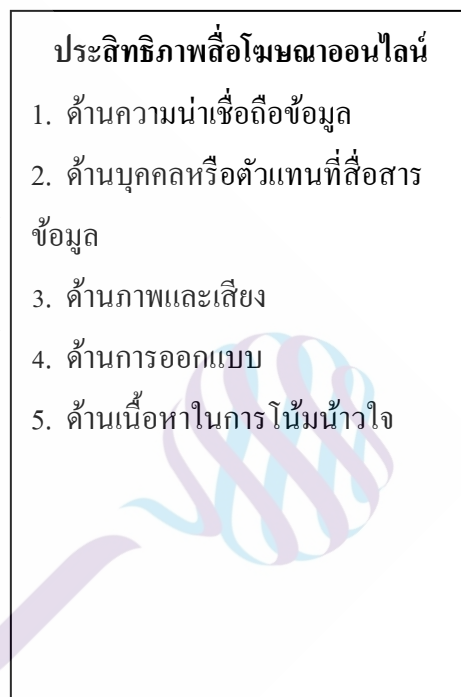 ประสิทธิภาพสื่อโฆษณาออนไลน์
1. ด้านความน่าเชื่อถือข้อมูล
2. ด้านบุคคลหรือตัวแทนที่สื่อสาร
ข้อมูล
3. ด้านภาพและเสียง
4. ด้านการออกแบบ
5. ด้านเนื้อหาในการโน้มน้าวใจ